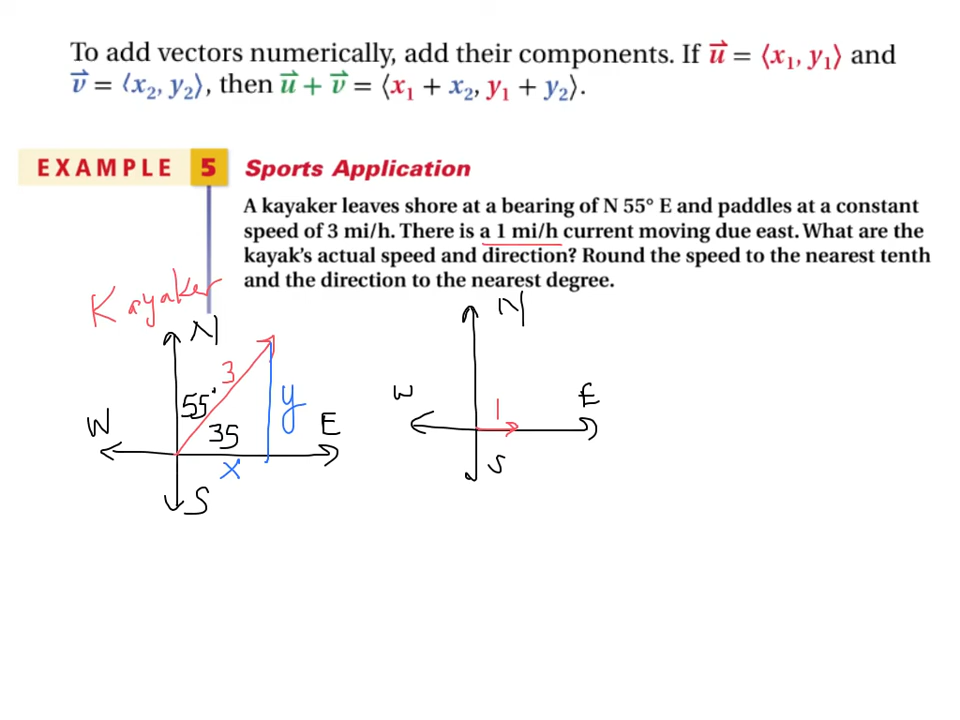 To add vectors numerically, add their components. If u⃗ = ⟨x₁, y₁⟩ and
v⃗ = ⟨x₂, y₂⟩, then u⃗ + v⃗ = ⟨x₁ + x₂, y₁ + y₂⟩.
EXAMPLE 5 Sports Application
A kayaker leaves shore at a bearing of N 55° E and paddles at a constant
speed of 3 mi/h. There is a 1 mi/h current moving due east. What are the
kayak's actual speed and direction? Round the speed to the nearest tenth
and the direction to the nearest degree.
Kayaker
N
3
55°
y
W
35
E
x
S
N
W
E
1
S